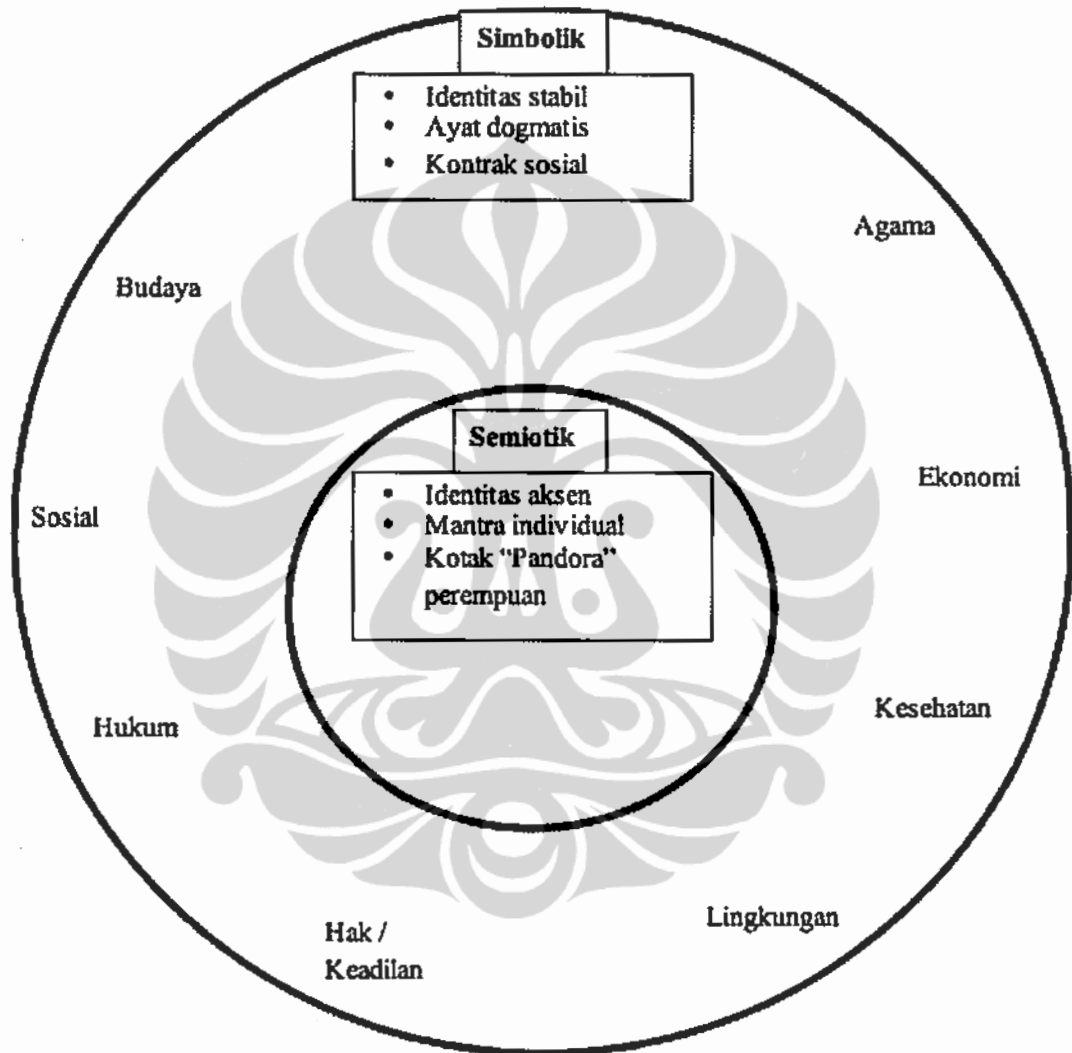 Simbolik
• Identitas stabil
• Ayat dogmatis
• Kontrak sosial
Agama
Budaya
Semiotik
• Identitas aksen
• Mantra individual
• Kotak “Pandora”
perempuan
Ekonomi
Sosial
Kesehatan
Hukum
Lingkungan
Hak /
Keadilan